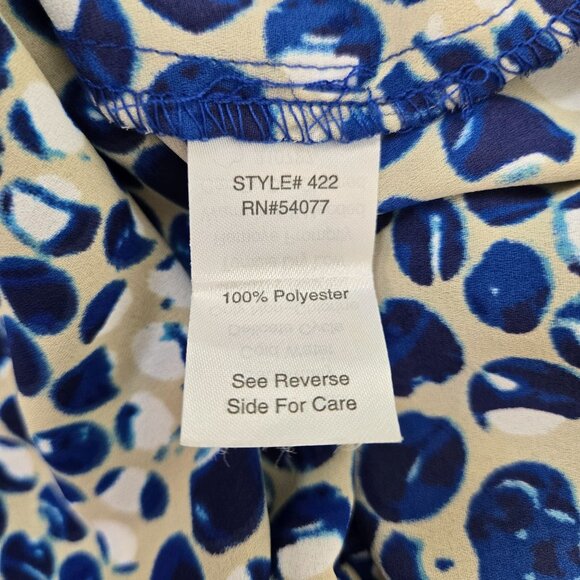 STYLE# 422
RN#54077
100% Polyester
See Reverse
Side For Care